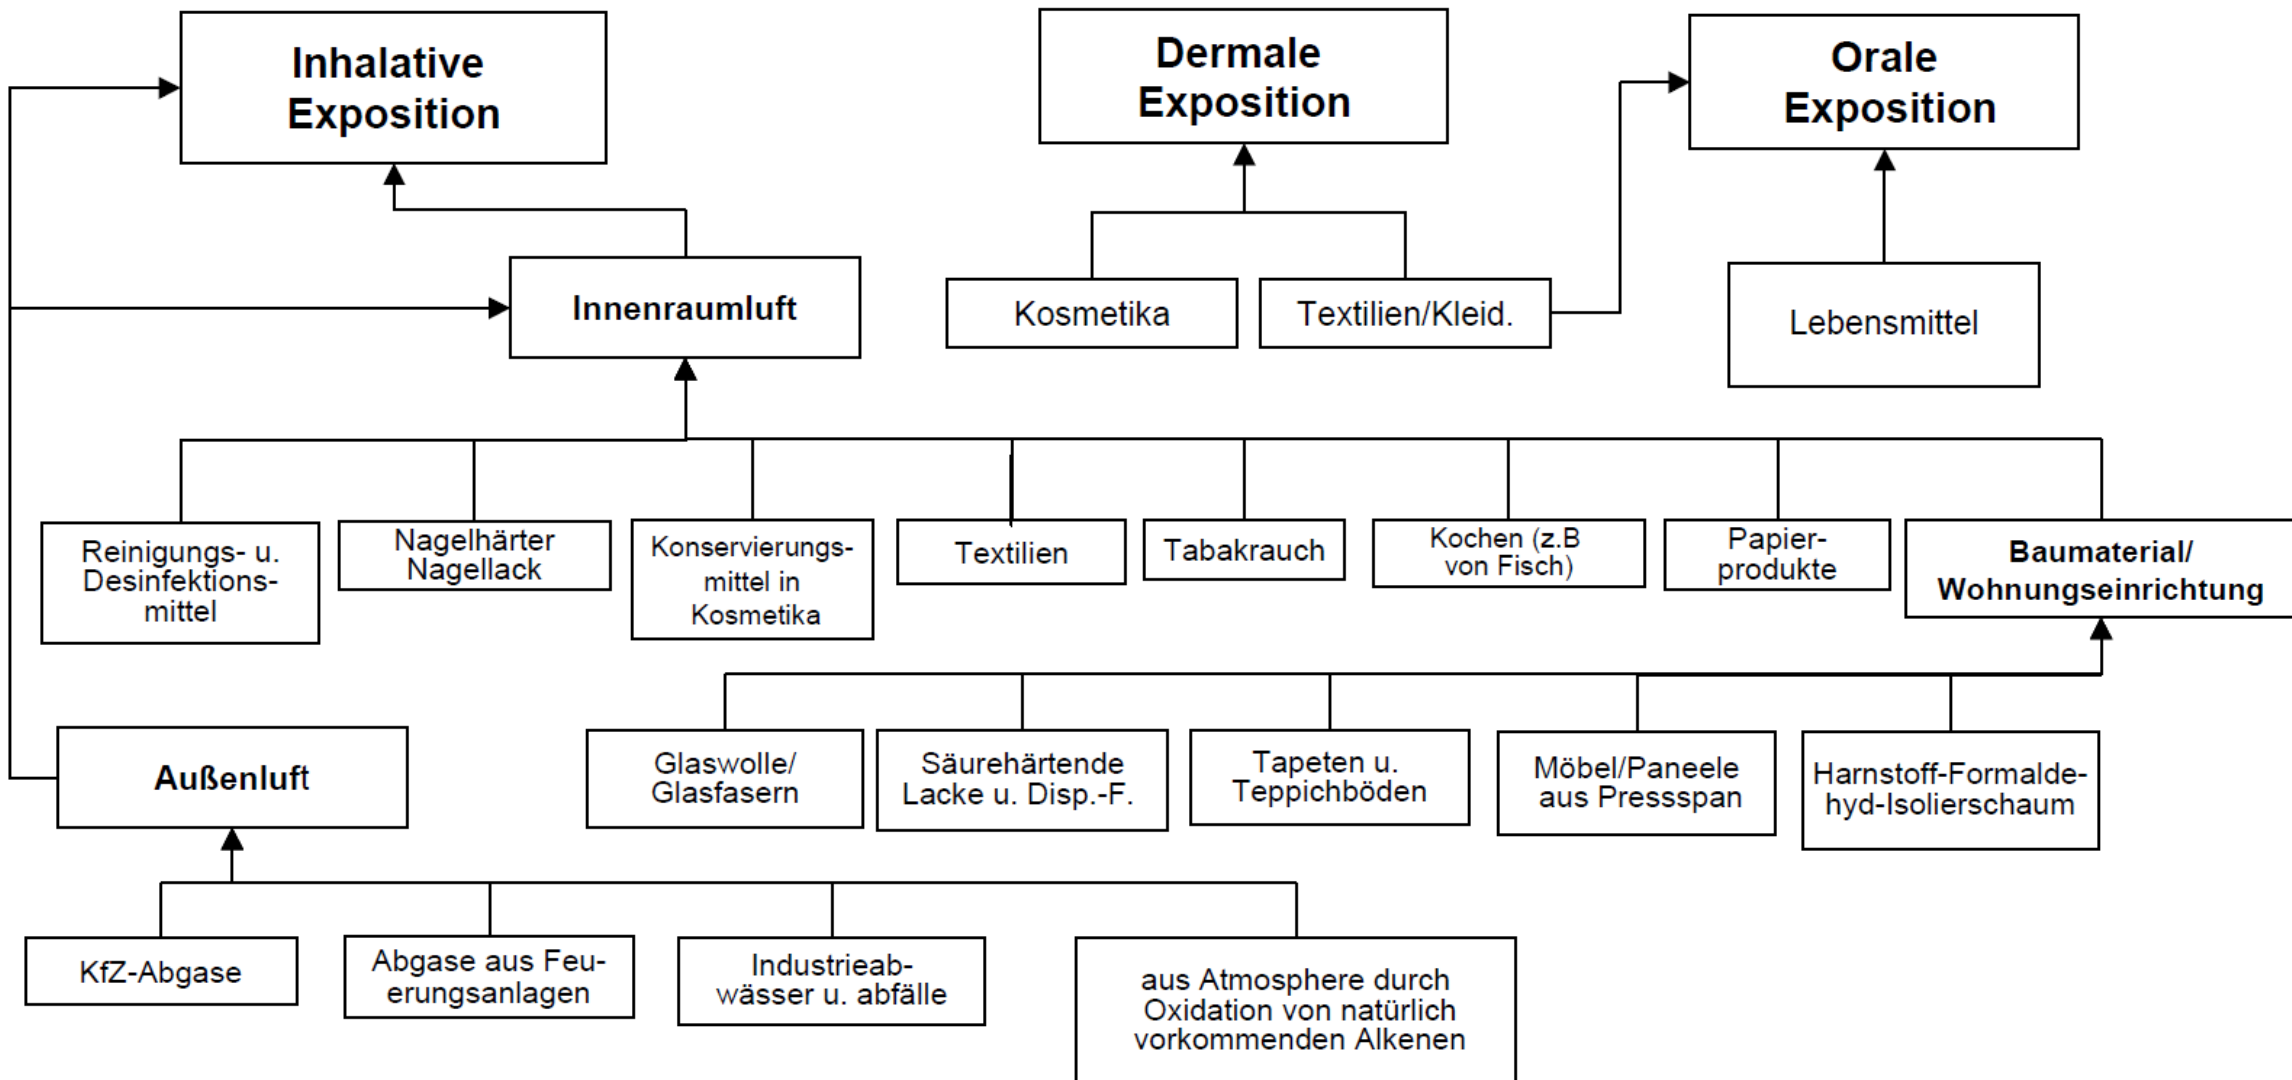 Inhalative
Exposition
Dermale
Exposition
Orale
Exposition
Innenraumluft
Kosmetika
Textilien/Kleid.
Lebensmittel
Reinigungs- u.
Desinfektions-
mittel
Nagelhärter
Nagellack
Konservierungs-
mittel in
Kosmetika
Textilien
Tabakrauch
Kochen (z.B
von Fisch)
Papier-
produkte
Baumaterial/
Wohnungseinrichtung
Außenluft
Glaswolle/
Glasfasern
Säurehärtende
Lacke u. Disp.-F.
Tapeten u.
Teppichböden
Möbel/Paneele
aus Pressspan
Harnstoff-Formalde-
hyd-Isolierschaum
KfZ-Abgase
Abgase aus Feu-
erungsanlagen
Industrieab-
wässer u. abfälle
aus Atmosphere durch
Oxidation von natürlich
vorkommenden Alkenen